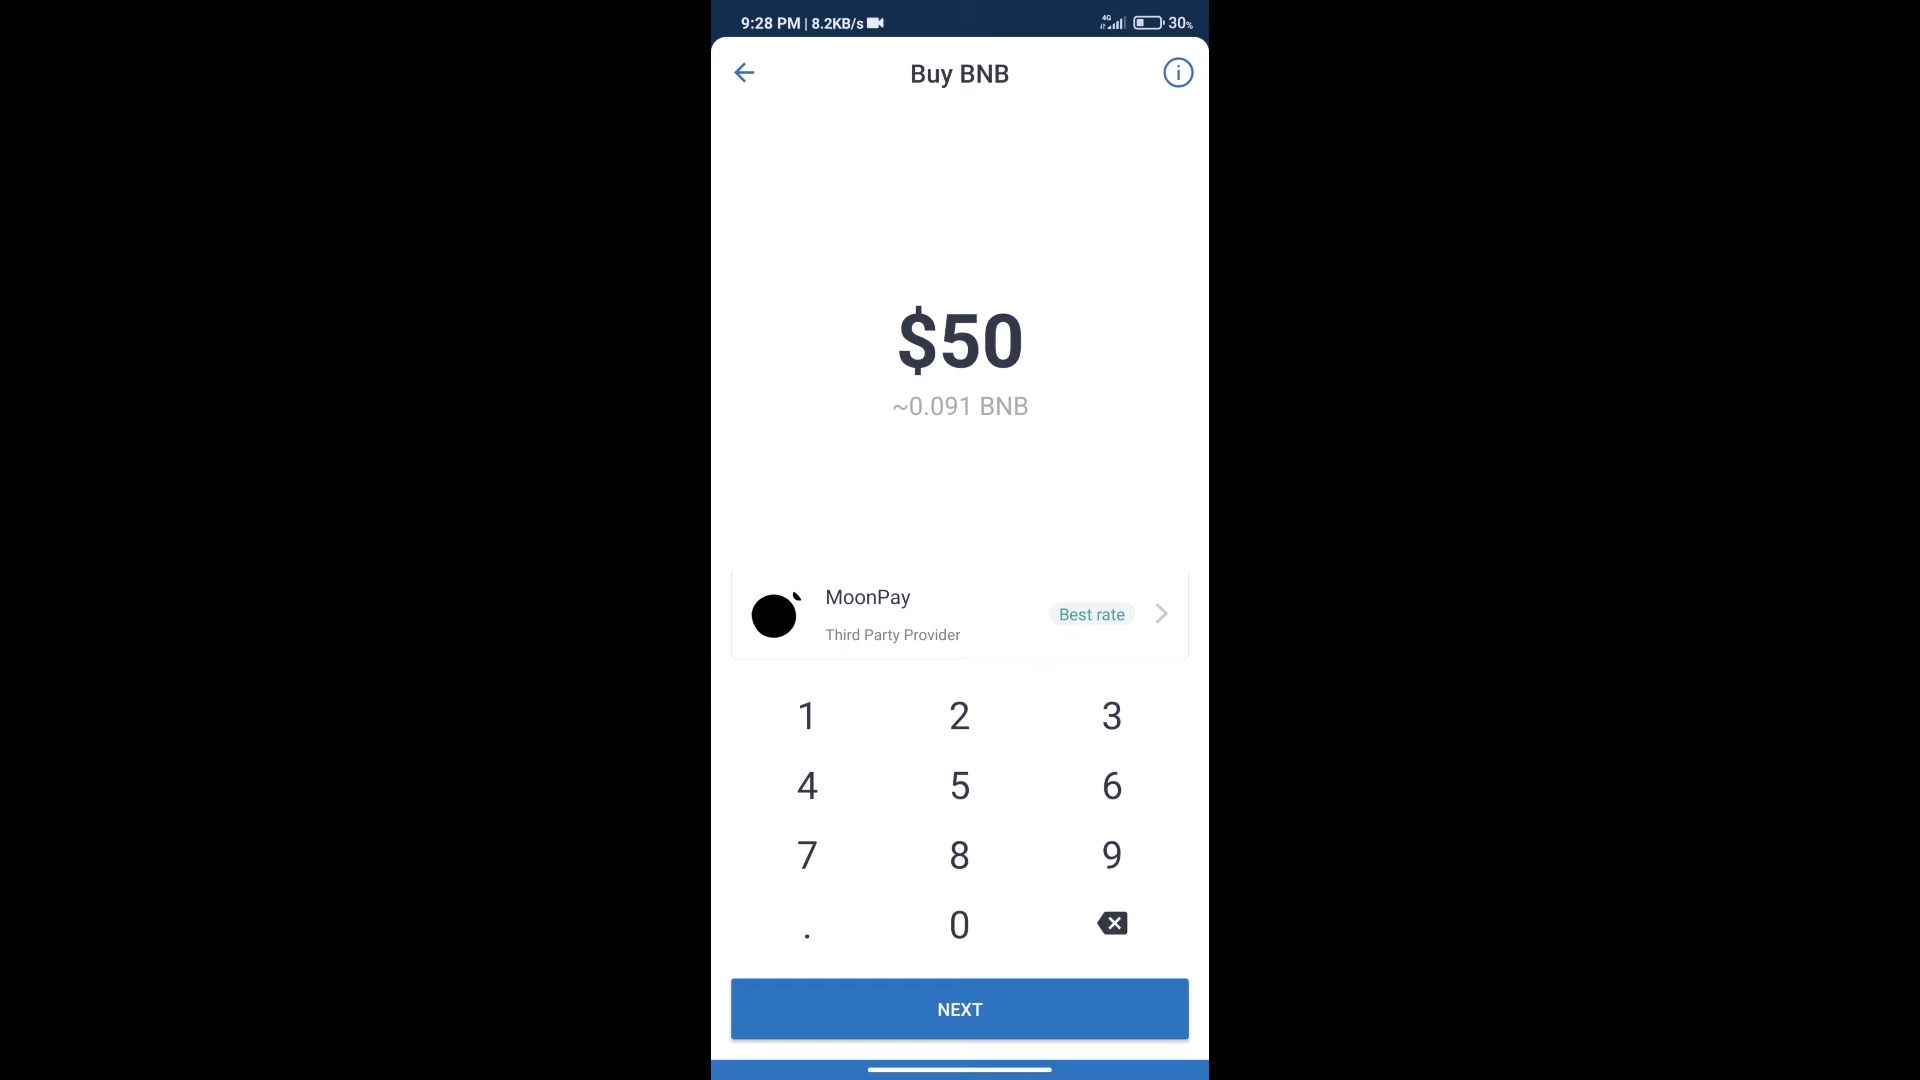 9:28 PM | 8.2KB/s 4G 30%
Buy BNB
$50
~0.091 BNB
MoonPay
Third Party Provider
Best rate
1 2 3
4 5 6
7 8 9
. 0
NEXT